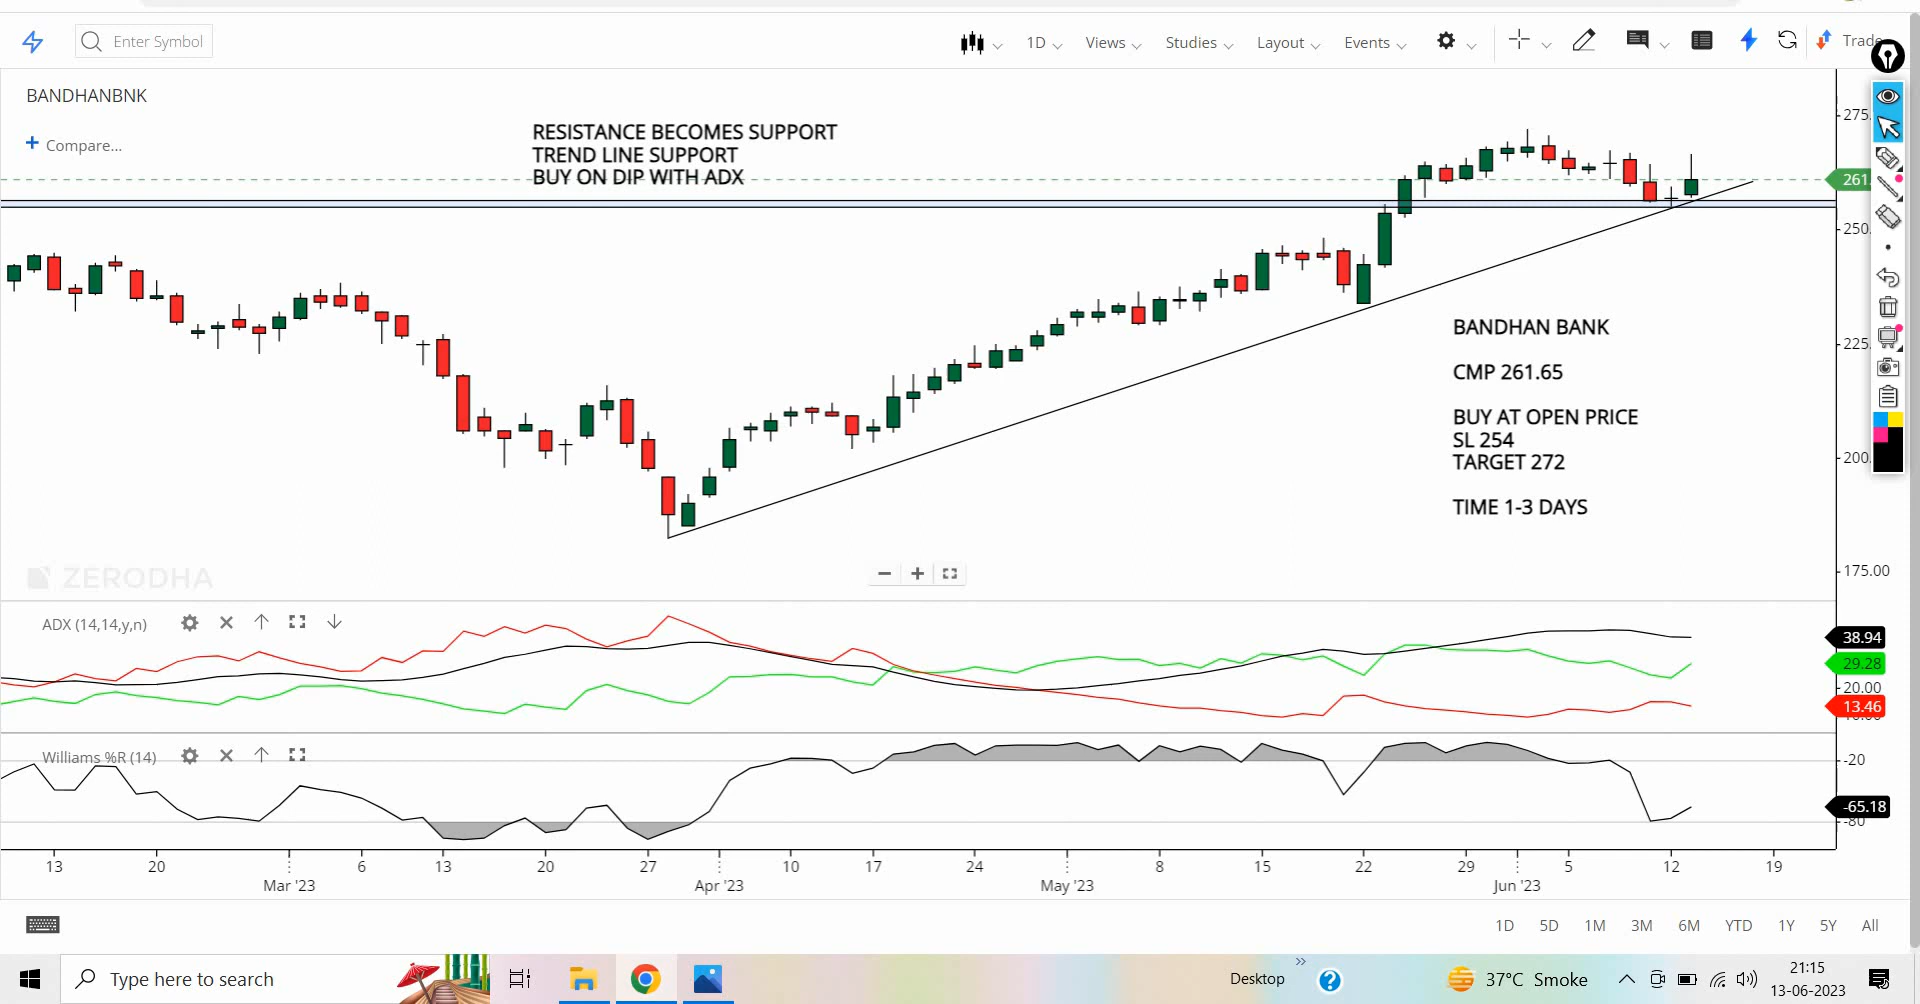 Enter Symbol
1D
Views
Studies
Layout
Events
Trade
BANDHANBNK
+ Compare...
RESISTANCE BECOMES SUPPORT
TREND LINE SUPPORT
BUY ON DIP WITH ADX
275.
261.
250.
225.
200.
175.00
BANDHAN BANK
CMP 261.65
BUY AT OPEN PRICE
SL 254
TARGET 272
TIME 1-3 DAYS
ZERODHA
ADX (14,14,y,n)
38.94
29.28
20.00
13.46
Williams %R (14)
-20
-65.18
-80
13 20 6 13 20 27 10 17 24 8 15 22 29 5 12 19
Mar '23 Apr '23 May '23 Jun '23
1D 5D 1M 3M 6M YTD 1Y 5Y All
Type here to search
Desktop
37°C Smoke
21:15
13-06-2023